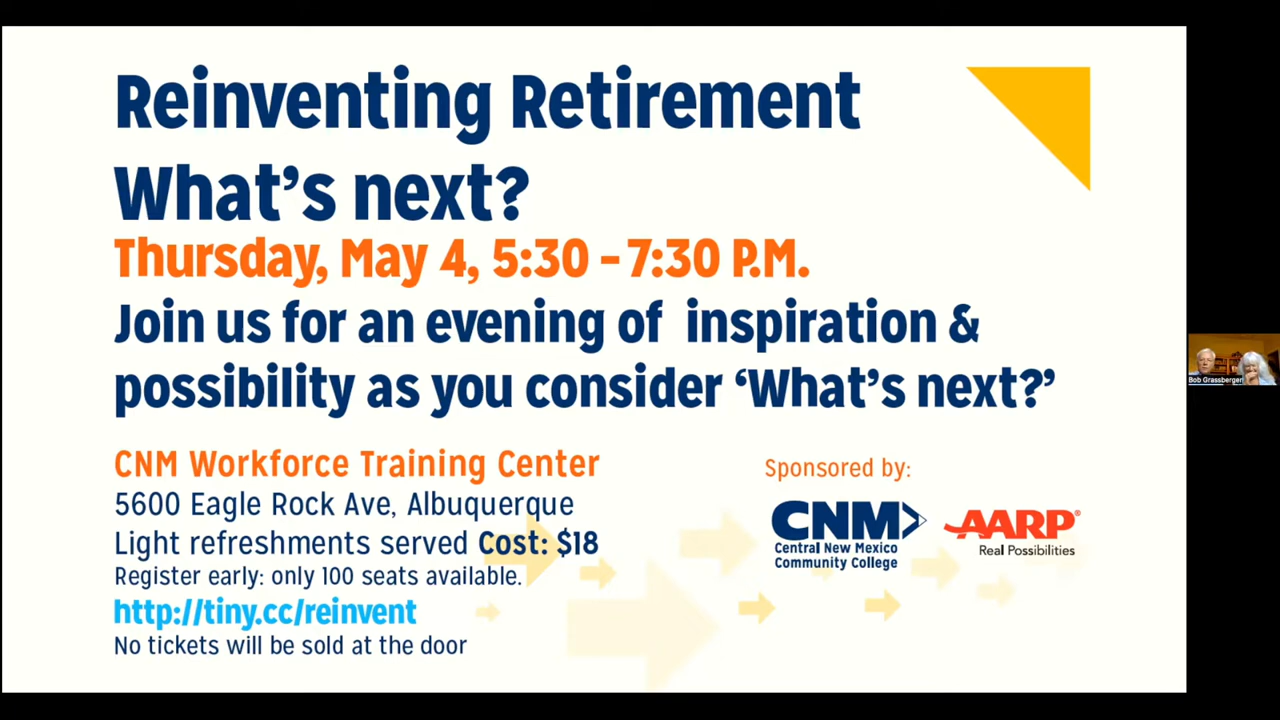 Reinventing Retirement
What's next?
Thursday, May 4, 5:30 – 7:30 P.M.
Join us for an evening of inspiration &
possibility as you consider ‘What’s next?’
CNM Workforce Training Center
5600 Eagle Rock Ave, Albuquerque
Light refreshments served Cost: $18
Register early: only 100 seats available.
http://tiny.cc/reinvent
No tickets will be sold at the door
Sponsored by:
CNM
Central New Mexico
Community College
AARP®
Real Possibilities
Bob Grassberger